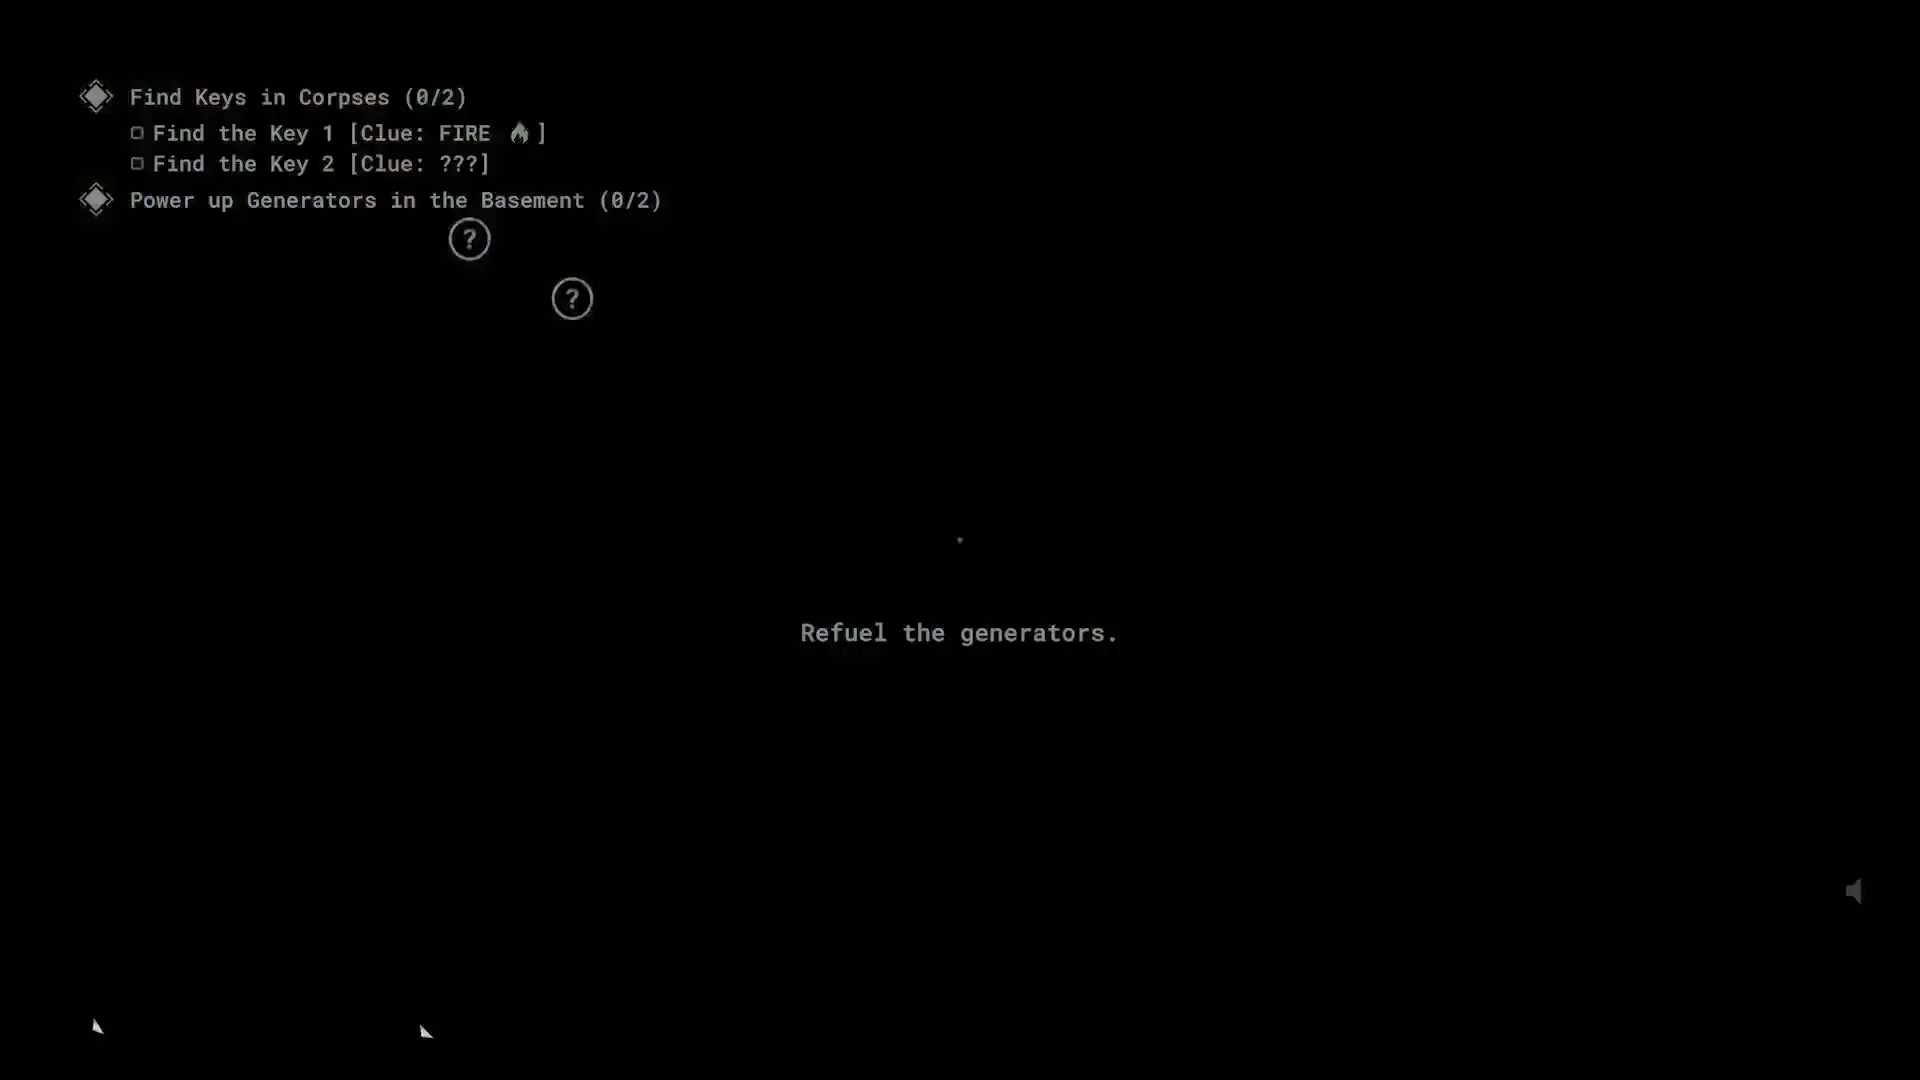 Find Keys in Corpses (0/2)
Find the Key 1 [Clue: FIRE 🔥]
Find the Key 2 [Clue: ???]
Power up Generators in the Basement (0/2)
?
?
Refuel the generators.